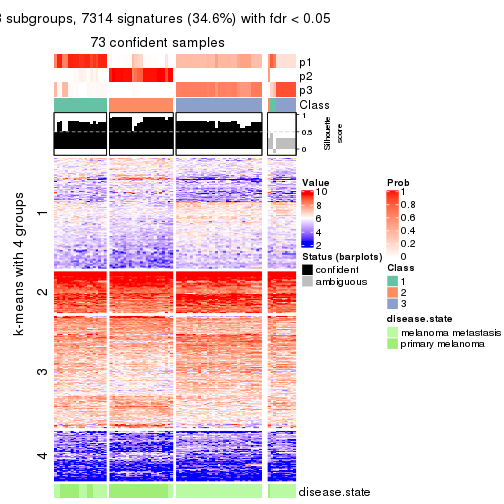 3 subgroups, 7314 signatures (34.6%) with fdr < 0.05
73 confident samples
p1
p2
p3
Class
1
0.5
0
Silhouette
score
k-means with 4 groups
1
2
3
4
disease.state
Value
10
8
6
4
2
Status (barplots)
confident
ambiguous
Prob
1
0.8
0.6
0.4
0.2
0
Class
1
2
3
disease.state
melanoma metastasis
primary melanoma